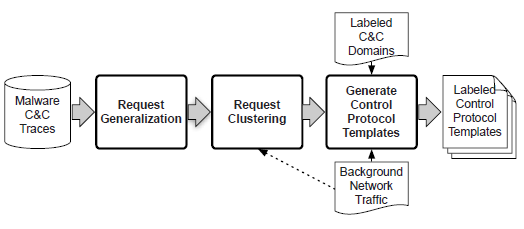 Labeled
C&C
Domains
Malware
C&C
Traces
Request
Generalization
Request
Clustering
Generate
Control
Protocol
Templates
Labeled
Control
Protocol
Templates
Background
Network
Traffic